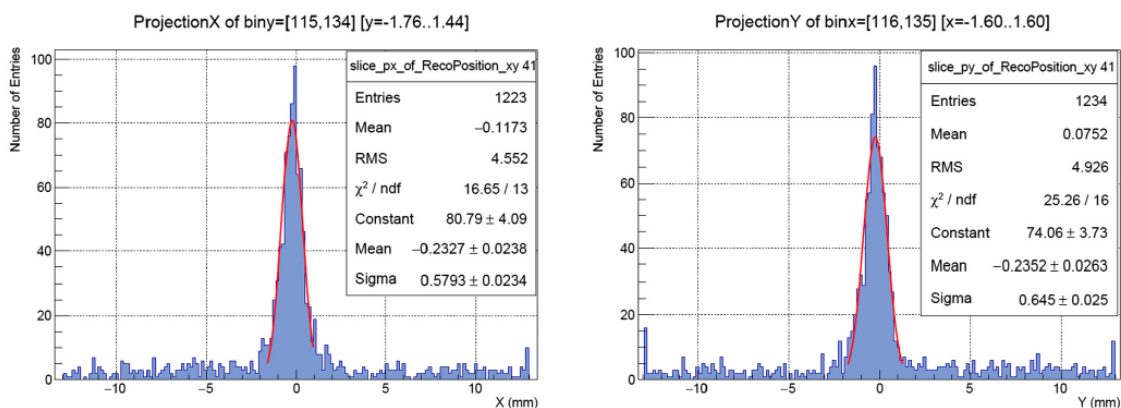 ProjectionX of biny=[115,134] [y=-1.76..1.44]
Number of Entries
100
80
60
40
20
0
−10
−5
0
5
10
X (mm)
slice_px_of_RecoPosition_xy 41
Entries 1223
Mean −0.1173
RMS 4.552
χ² / ndf 16.65 / 13
Constant 80.79 ± 4.09
Mean −0.2327 ± 0.0238
Sigma 0.5793 ± 0.0234
ProjectionY of binx=[116,135] [x=-1.60..1.60]
Number of Entries
100
80
60
40
20
0
−10
−5
0
5
10
Y (mm)
slice_py_of_RecoPosition_xy 41
Entries 1234
Mean 0.0752
RMS 4.926
χ² / ndf 25.26 / 16
Constant 74.06 ± 3.73
Mean −0.2352 ± 0.0263
Sigma 0.645 ± 0.025